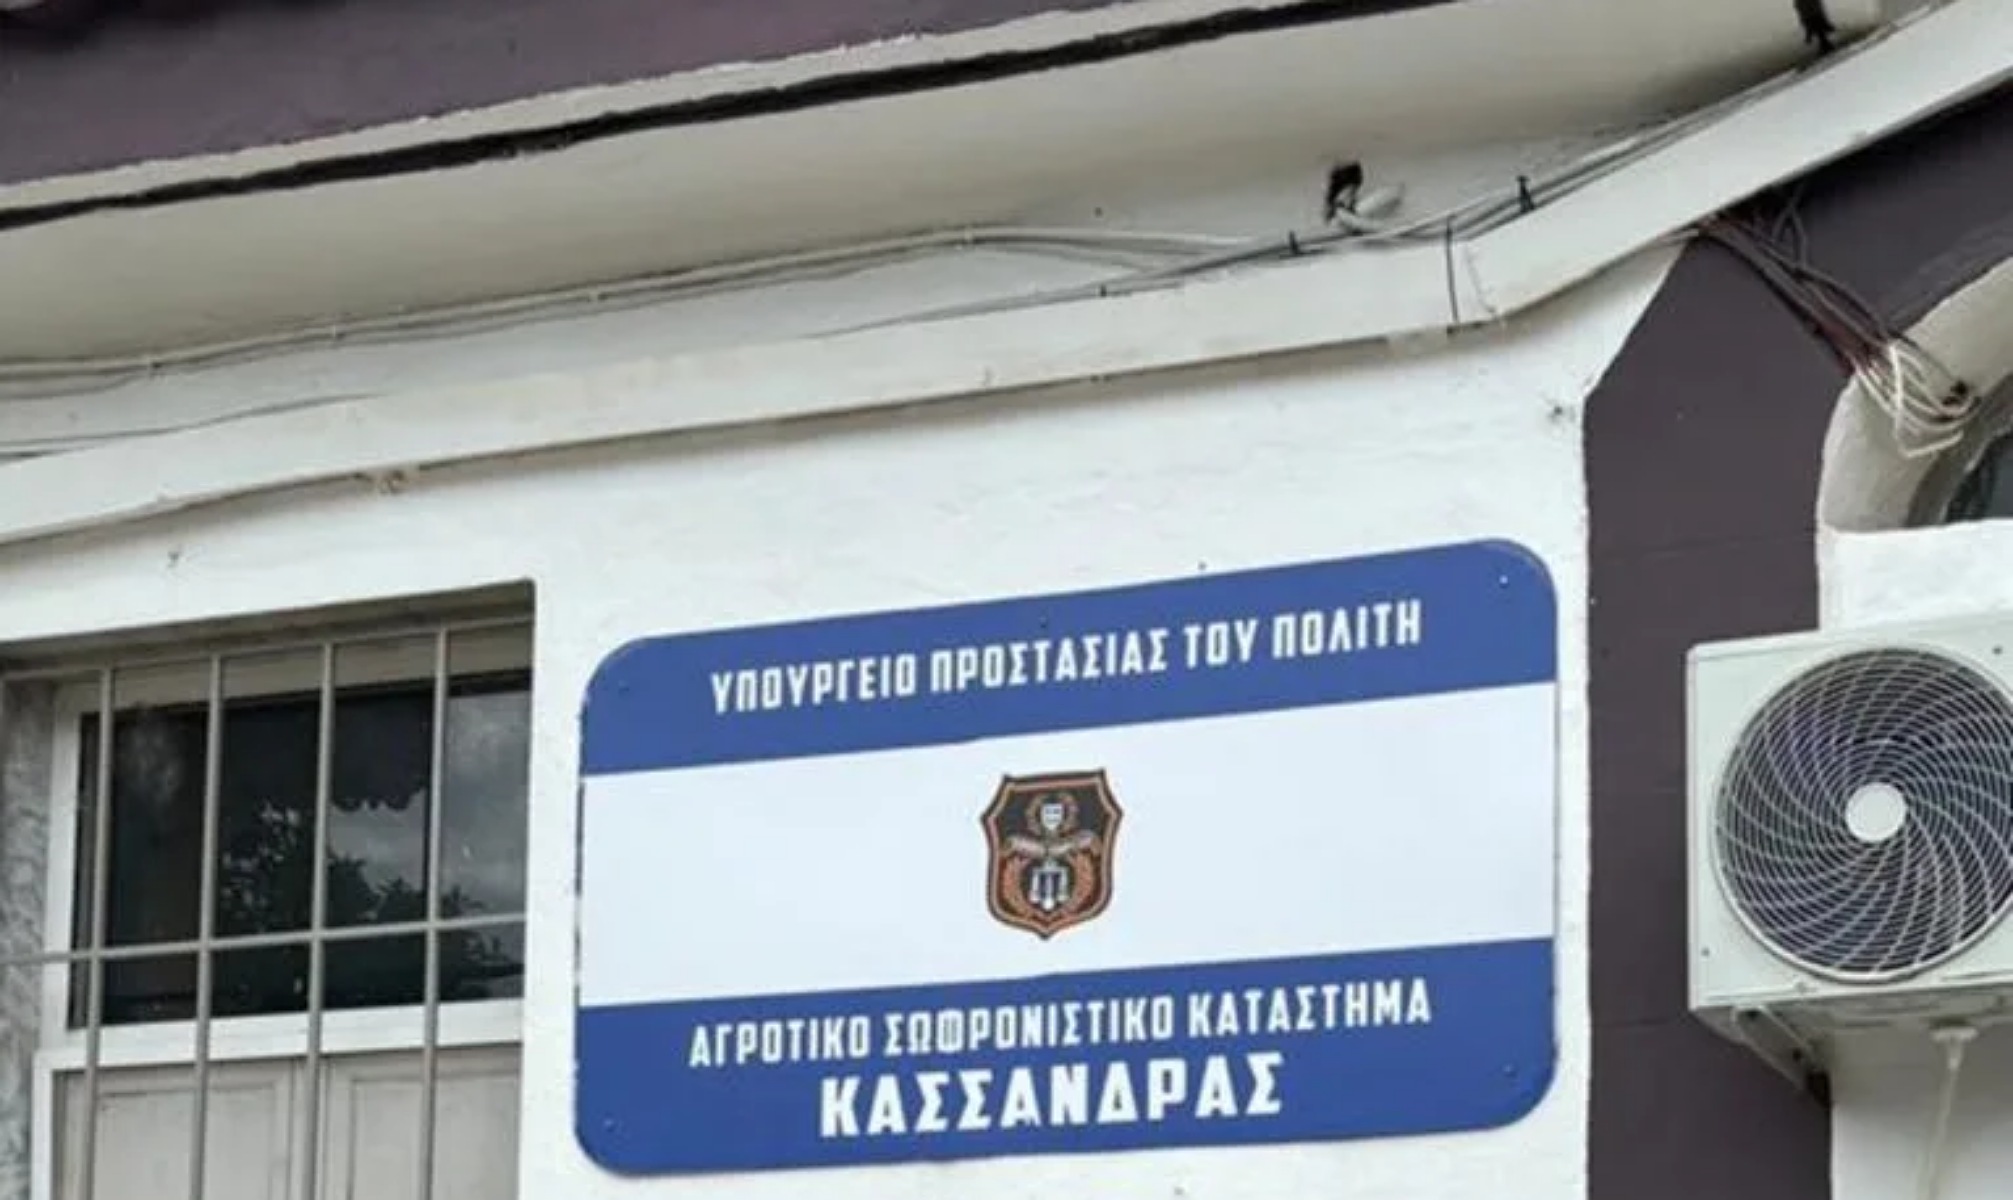 ΥΠΟΥΡΓΕΙΟ ΠΡΟΣΤΑΣΙΑΣ ΤΟΥ ΠΟΛΙΤΗ
ΑΓΡΟΤΙΚΟ ΣΩΦΡΟΝΙΣΤΙΚΟ ΚΑΤΑΣΤΗΜΑ
ΚΑΣΣΑΝΔΡΑΣ